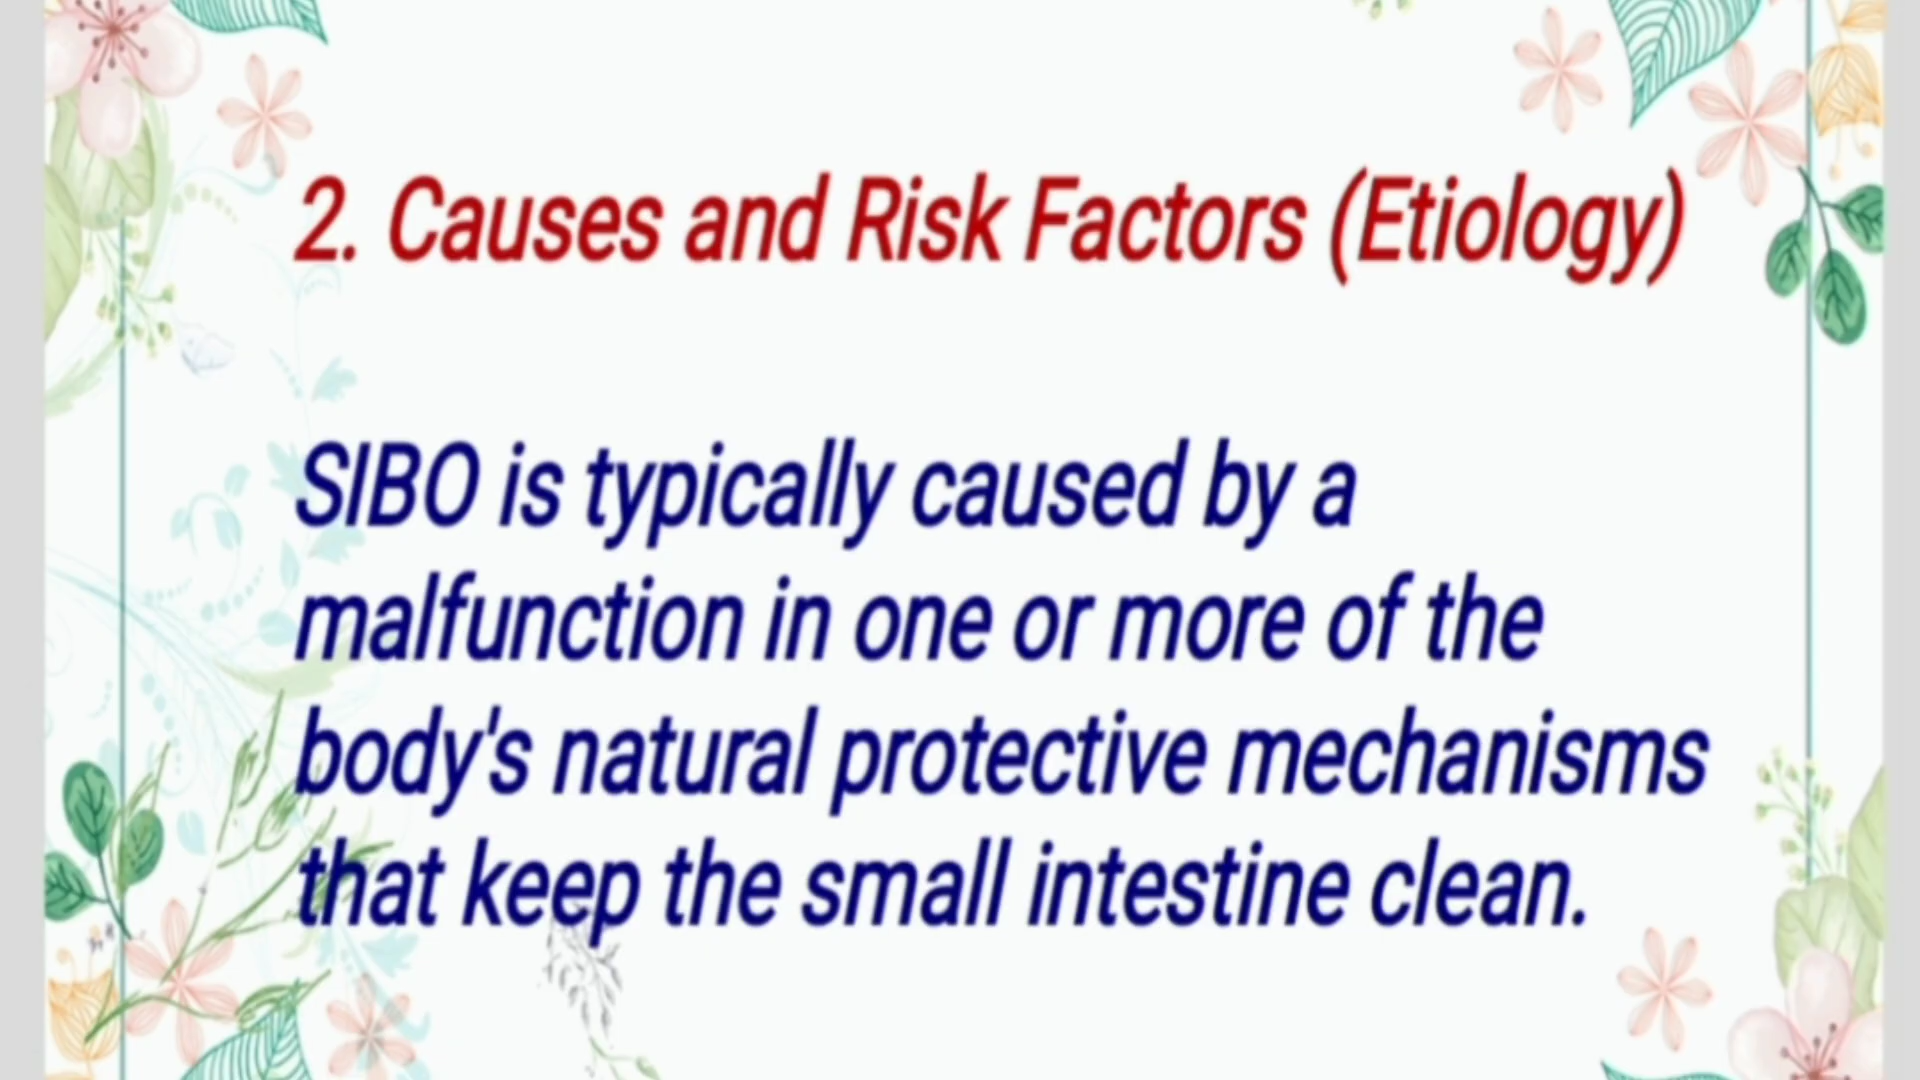 2. Causes and Risk Factors (Etiology)
SIBO is typically caused by a
malfunction in one or more of the
body's natural protective mechanisms
that keep the small intestine clean.